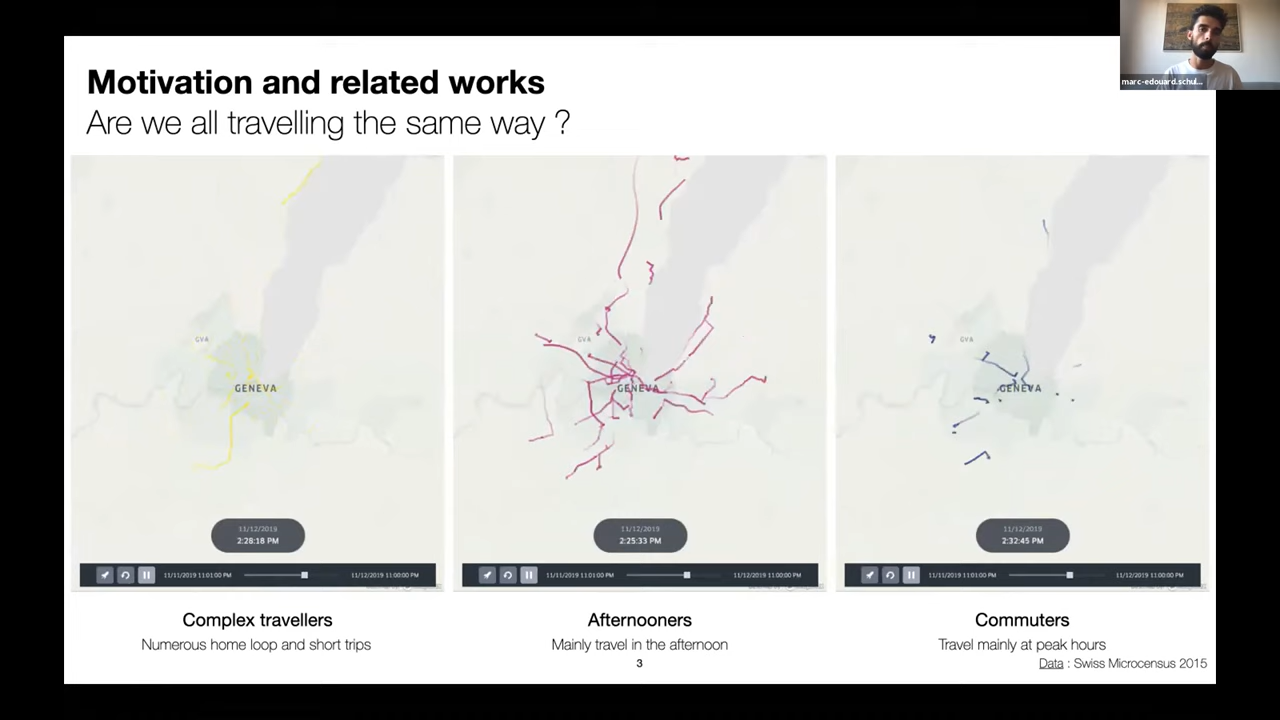 marc-edouard.schul...
Motivation and related works
Are we all travelling the same way ?
GVA
GENEVA
11/12/2019
2:28:18 PM
11/11/2019 11:01:00 PM
11/12/2019 11:00:00 PM
GVA
GENEVA
11/12/2019
2:25:33 PM
11/11/2019 11:01:00 PM
11/12/2019 11:00:00 PM
GVA
GENEVA
11/12/2019
2:32:45 PM
11/11/2019 11:01:00 PM
11/12/2019 11:00:00 PM
Complex travellers
Numerous home loop and short trips
Afternooners
Mainly travel in the afternoon
Commuters
Travel mainly at peak hours
3
Data : Swiss Microcensus 2015